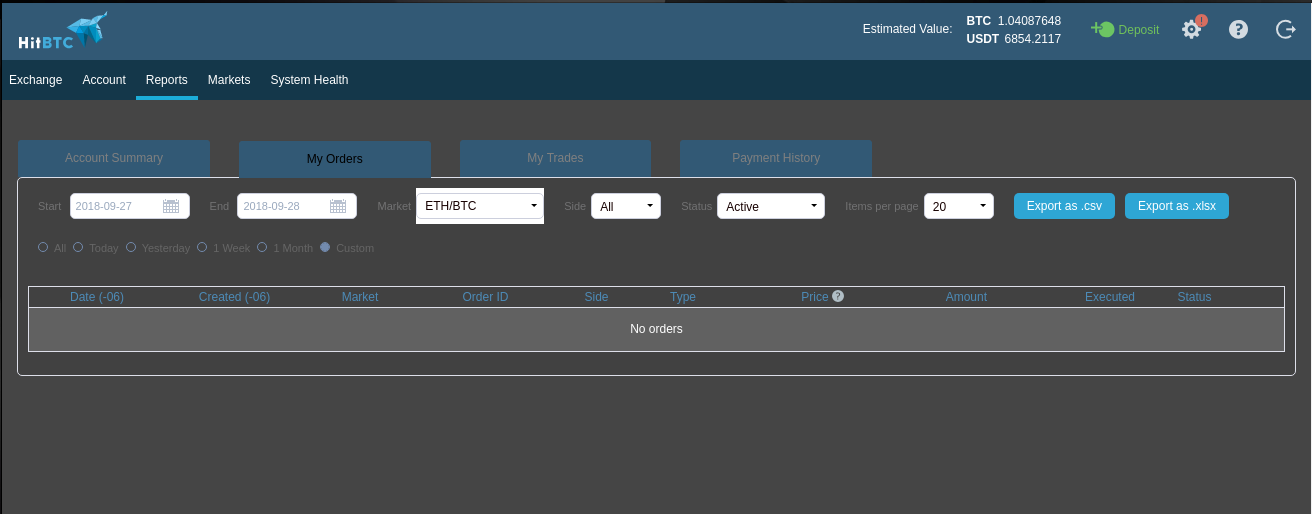 HitBTC
Estimated Value: BTC 1.04087648
USDT 6854.2117
Deposit
Exchange Account Reports Markets System Health
Account Summary My Orders My Trades Payment History
Start 2018-09-27 End 2018-09-28 Market ETH/BTC Side All Status Active Items per page 20 Export as .csv Export as .xlsx
All Today Yesterday 1 Week 1 Month Custom
Date (-06) Created (-06) Market Order ID Side Type Price ? Amount Executed Status
No orders